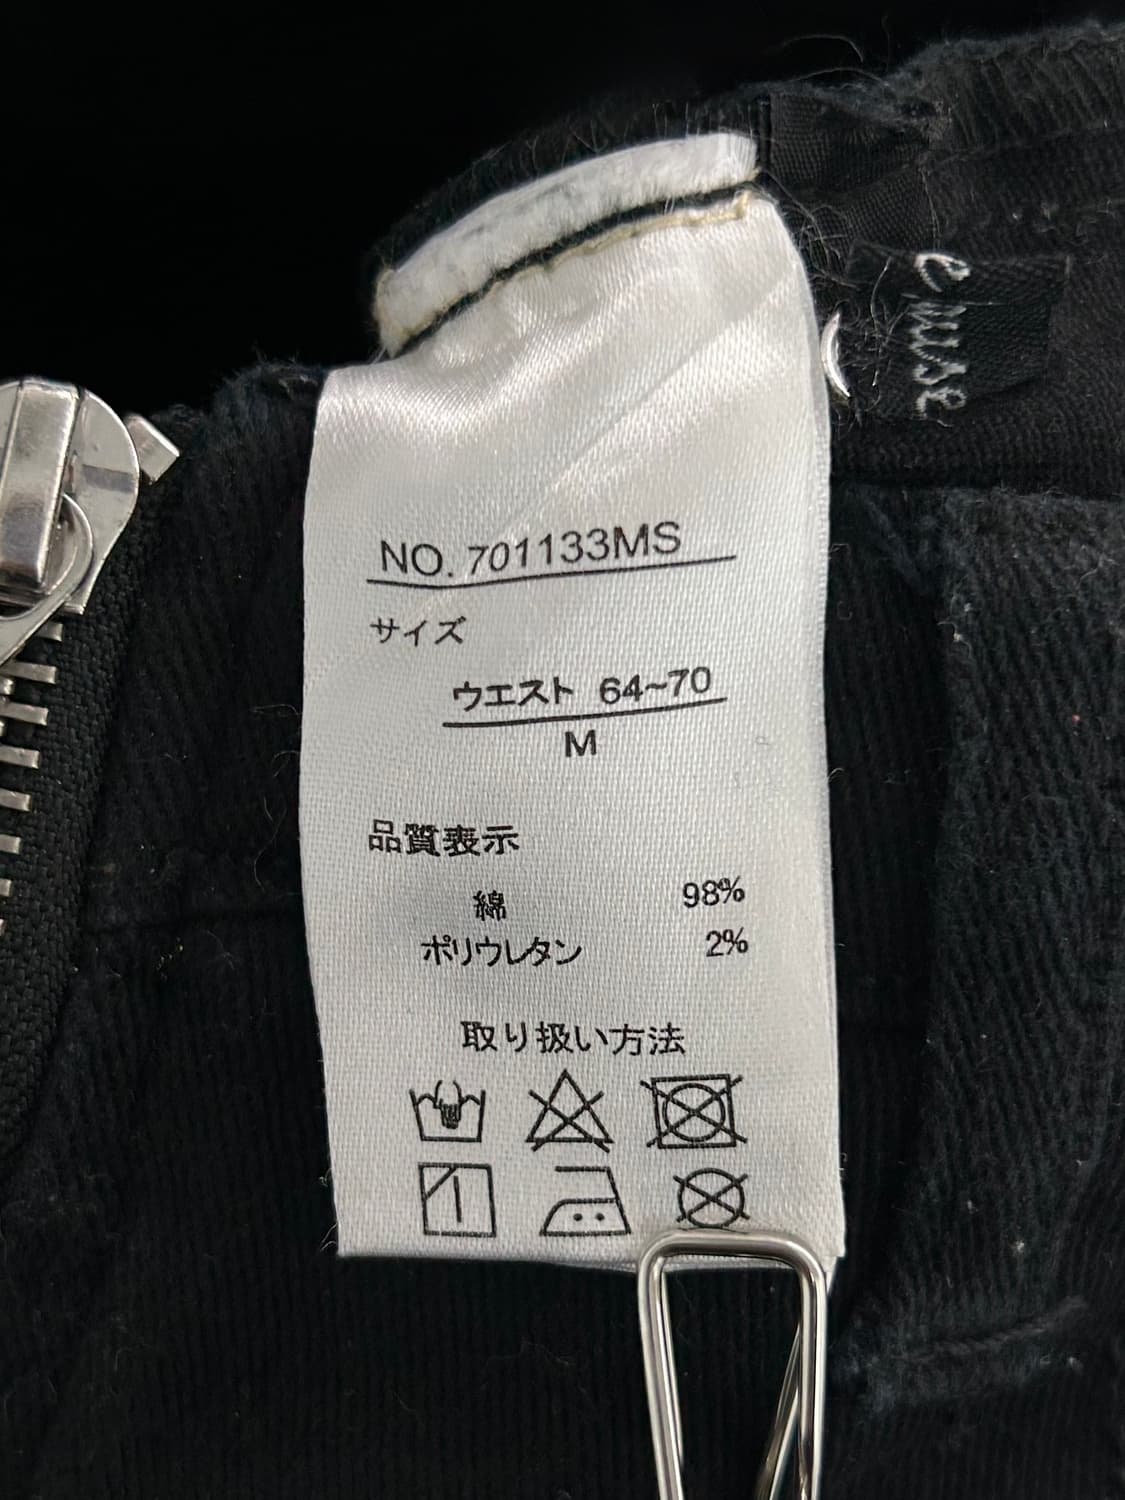 NO. 701133MS
サイズ
ウエスト 64~70
M
品質表示
綿 98%
ポリウレタン 2%
取り扱い方法